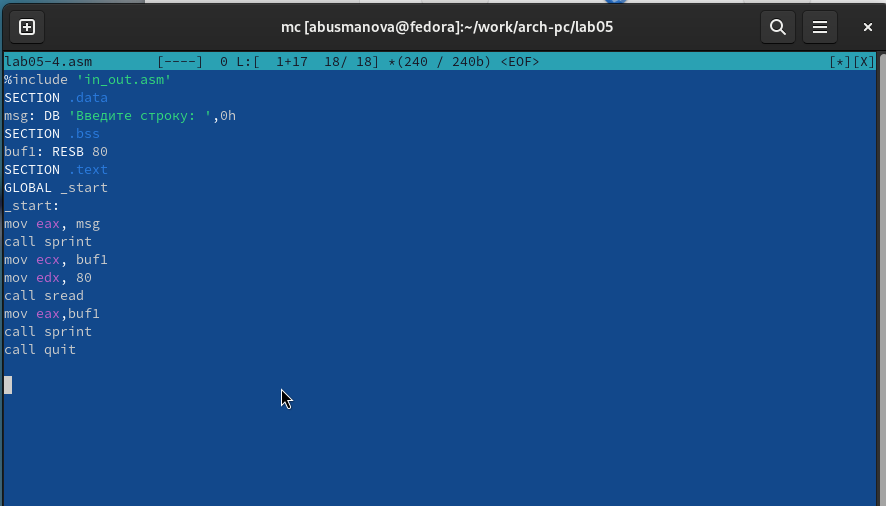 mc [abusmanova@fedora]:~/work/arch-pc/lab05
lab05-4.asm [----] 0 L:[ 1+17 18/ 18] *(240 / 240b) <EOF> [*][X]
%include 'in_out.asm'
SECTION .data
msg: DB 'Введите строку: ',0h
SECTION .bss
buf1: RESB 80
SECTION .text
GLOBAL _start
_start:
mov eax, msg
call sprint
mov ecx, buf1
mov edx, 80
call sread
mov eax,buf1
call sprint
call quit